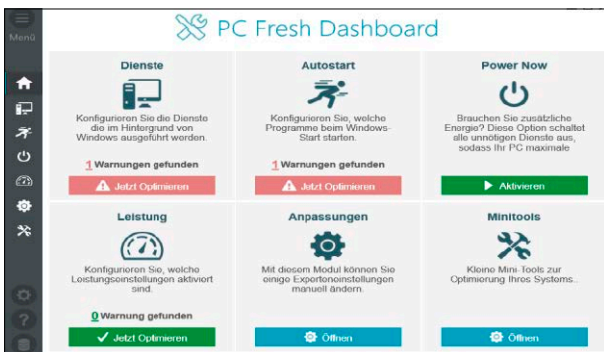 Menü
PC Fresh Dashboard
Dienste
Konfigurieren Sie die Dienste
die im Hintergrund von
Windows ausgeführt werden.
1 Warnungen gefunden
Jetzt Optimieren
Autostart
Konfigurieren Sie, welche
Programme beim Windows-
Start starten.
1 Warnungen gefunden
Jetzt Optimieren
Power Now
Brauchen Sie zusätzliche
Energie? Diese Option schaltet
alle unnötigen Dienste aus,
sodass Ihr PC maximale
Aktivieren
Leistung
Konfigurieren Sie, welche
Leistungseinstellungen aktiviert
sind.
0 Warnung gefunden
Jetzt Optimieren
Anpassungen
Mit diesem Modul können Sie
einige Experteneinstellungen
manuell ändern.
Öffnen
Minitools
Kleine Mini-Tools zur
Optimierung Ihres Systems..
Öffnen